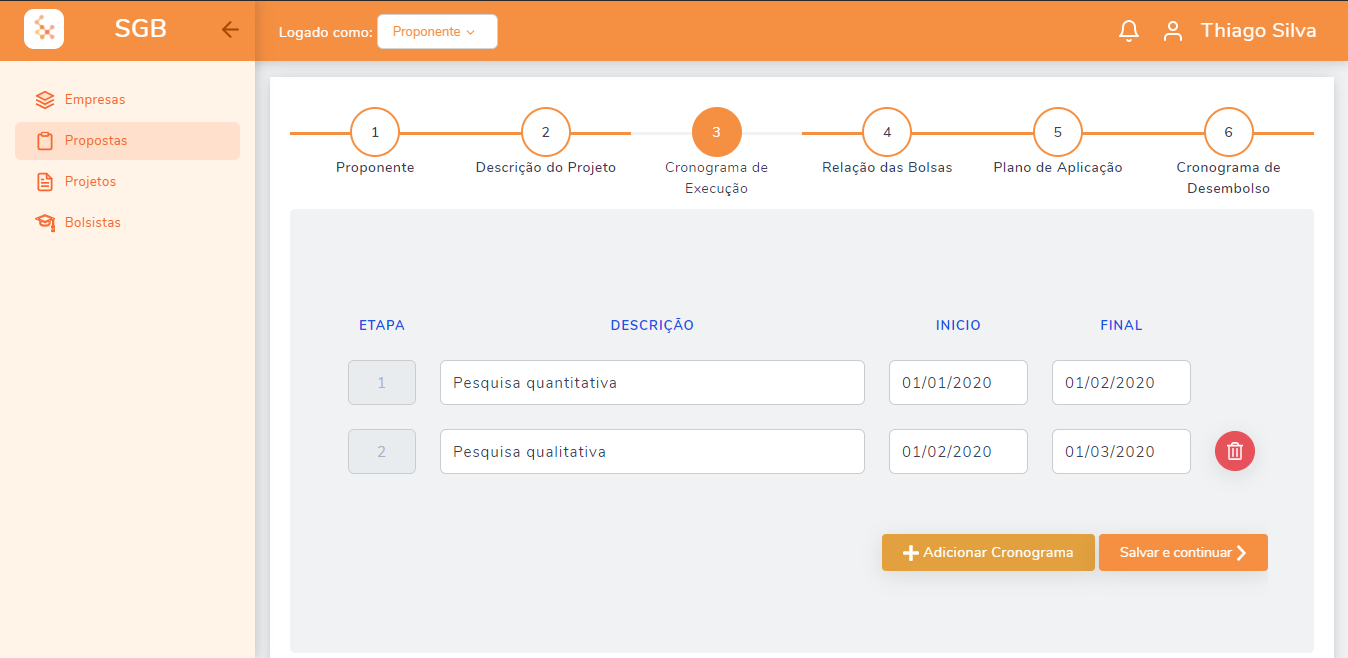 SGB
Logado como: Proponente
Thiago Silva
Empresas
Propostas
Projetos
Bolsistas
1
Proponente
2
Descrição do Projeto
3
Cronograma de
Execução
4
Relação das Bolsas
5
Plano de Aplicação
6
Cronograma de
Desembolso
ETAPA DESCRIÇÃO INICIO FINAL
1 Pesquisa quantitativa 01/01/2020 01/02/2020
2 Pesquisa qualitativa 01/02/2020 01/03/2020
Adicionar Cronograma Salvar e continuar